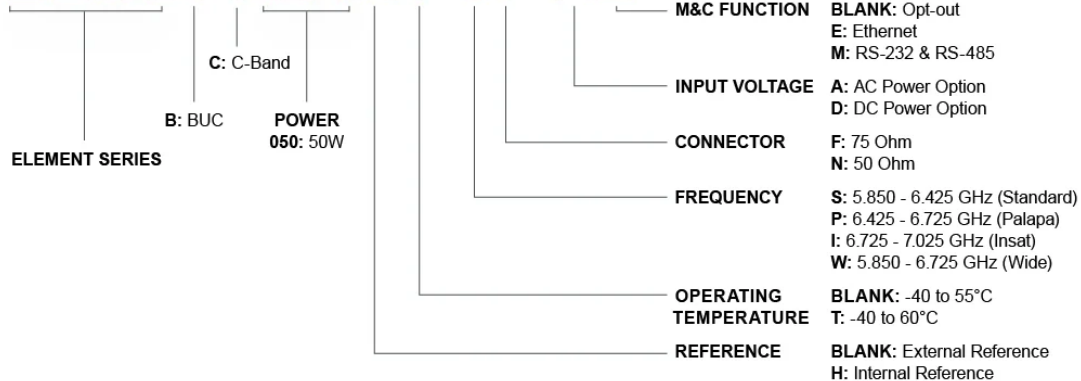 M&C FUNCTION BLANK: Opt-out
E: Ethernet
M: RS-232 & RS-485
C: C-Band
INPUT VOLTAGE A: AC Power Option
D: DC Power Option
B: BUC POWER
050: 50W
ELEMENT SERIES
CONNECTOR F: 75 Ohm
N: 50 Ohm
FREQUENCY S: 5.850 - 6.425 GHz (Standard)
P: 6.425 - 6.725 GHz (Palapa)
I: 6.725 - 7.025 GHz (Insat)
W: 5.850 - 6.725 GHz (Wide)
OPERATING BLANK: -40 to 55°C
TEMPERATURE T: -40 to 60°C
REFERENCE BLANK: External Reference
H: Internal Reference